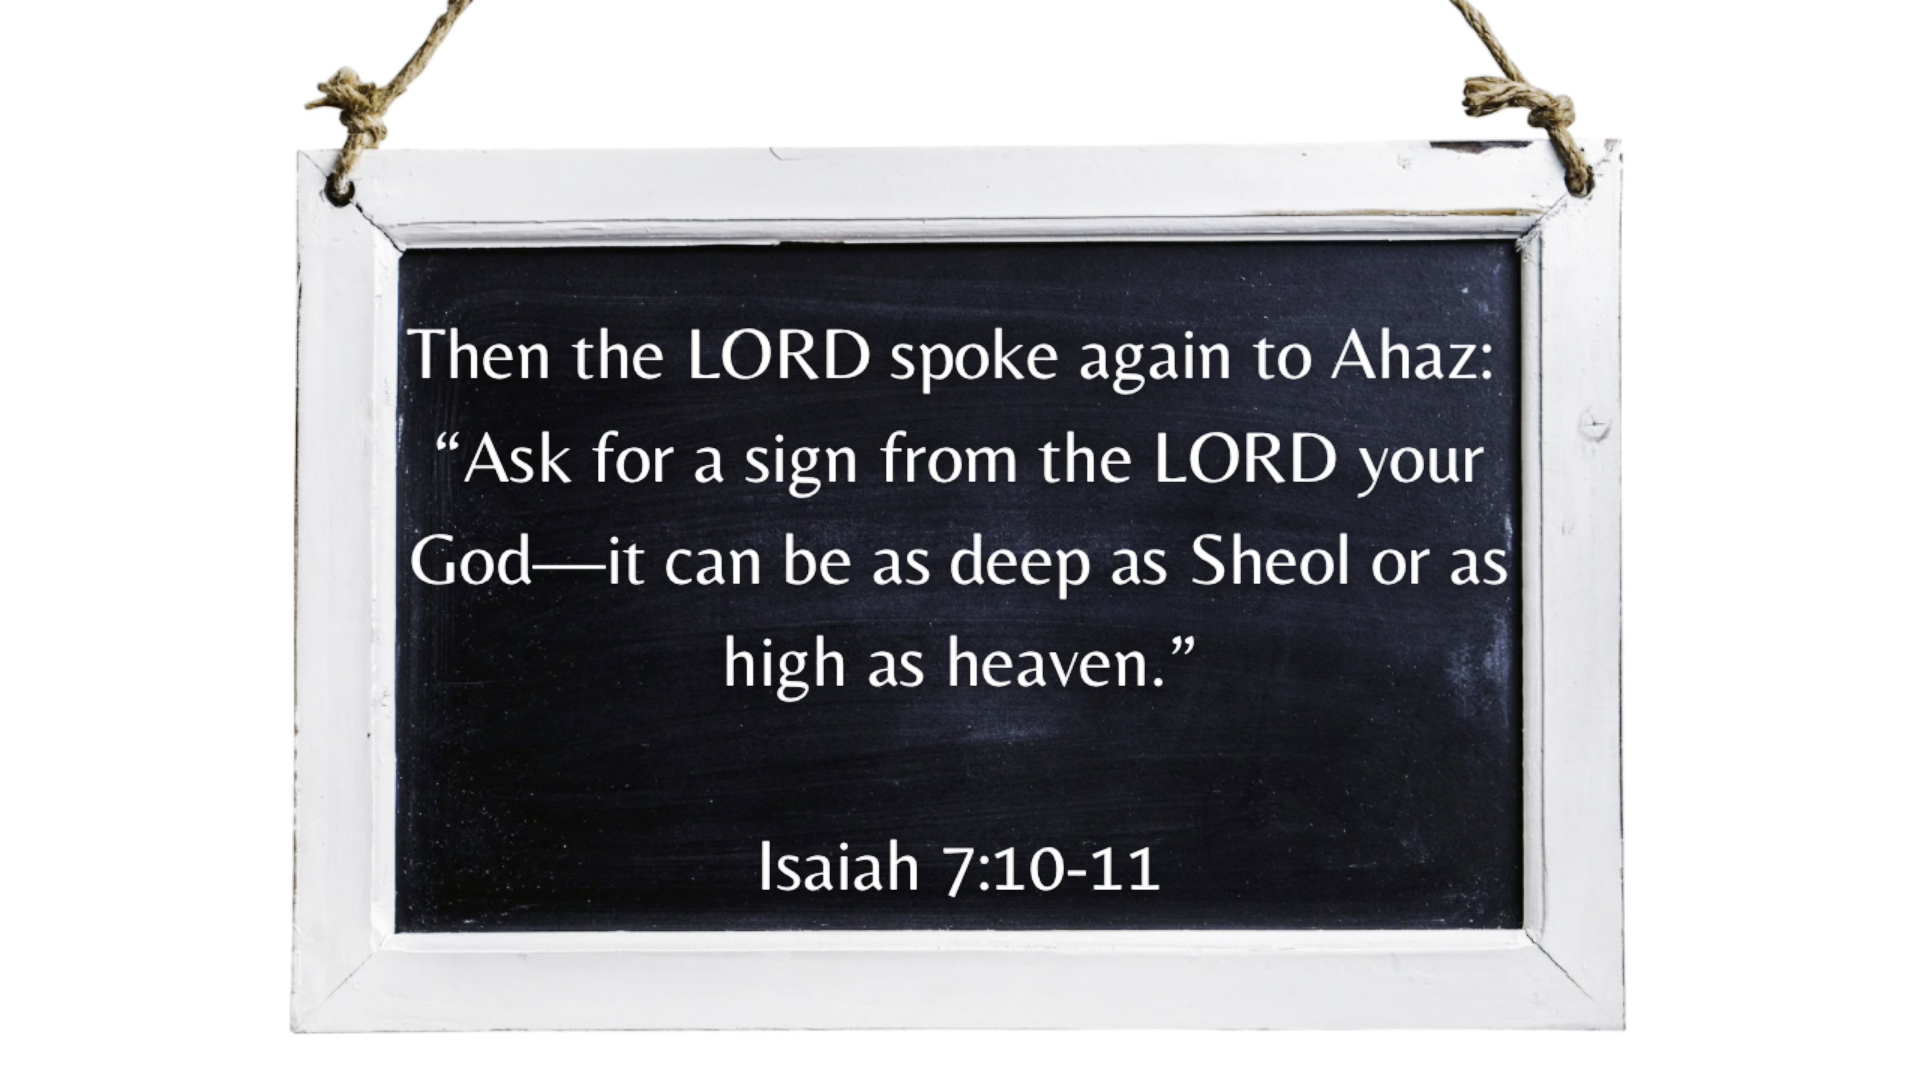 Then the LORD spoke again to Ahaz:
“Ask for a sign from the LORD your
God—it can be as deep as Sheol or as
high as heaven.”
Isaiah 7:10-11